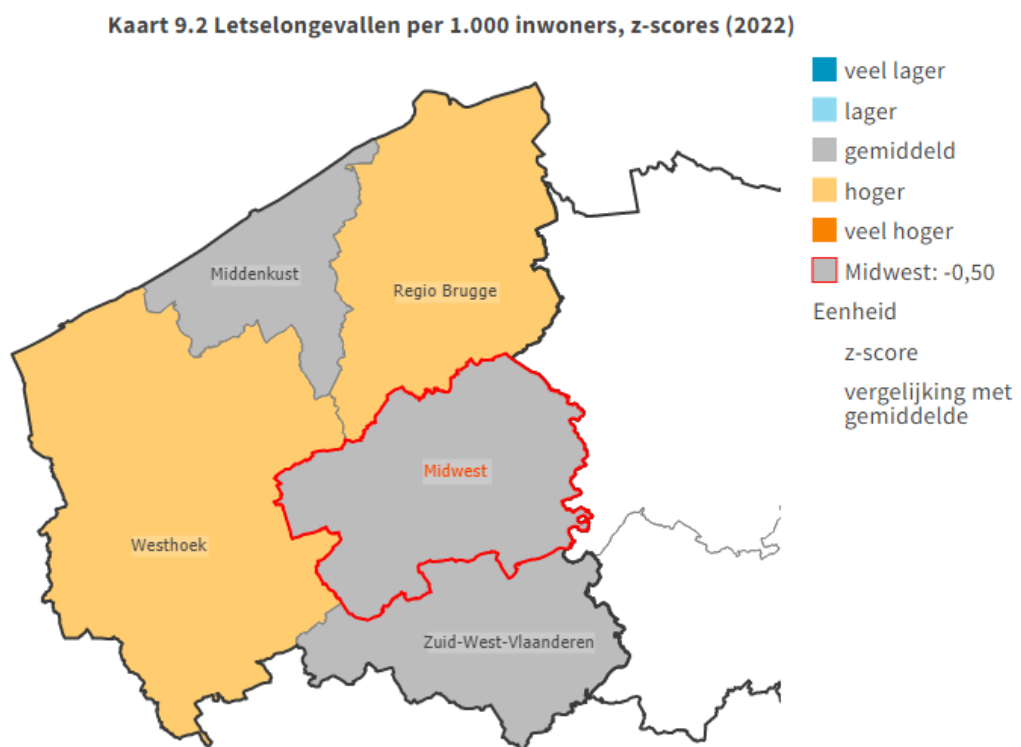 Kaart 9.2 Letselongevallen per 1.000 inwoners, z-scores (2022)
veel lager
lager
gemiddeld
hoger
veel hoger
Midwest: -0,50
Eenheid
z-score
vergelijking met
gemiddelde
Middenkust
Regio Brugge
Midwest
Westhoek
Zuid-West-Vlaanderen